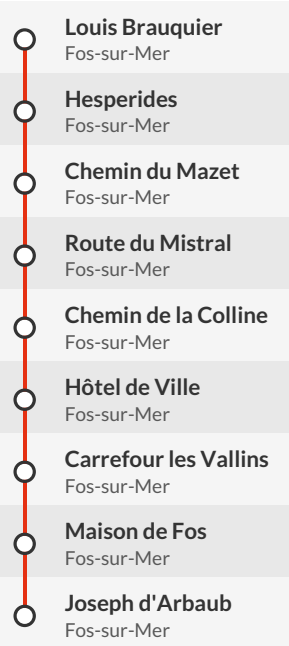 Louis Brauquier
Fos-sur-Mer
Hesperides
Fos-sur-Mer
Chemin du Mazet
Fos-sur-Mer
Route du Mistral
Fos-sur-Mer
Chemin de la Colline
Fos-sur-Mer
Hôtel de Ville
Fos-sur-Mer
Carrefour les Vallins
Fos-sur-Mer
Maison de Fos
Fos-sur-Mer
Joseph d'Arbaub
Fos-sur-Mer